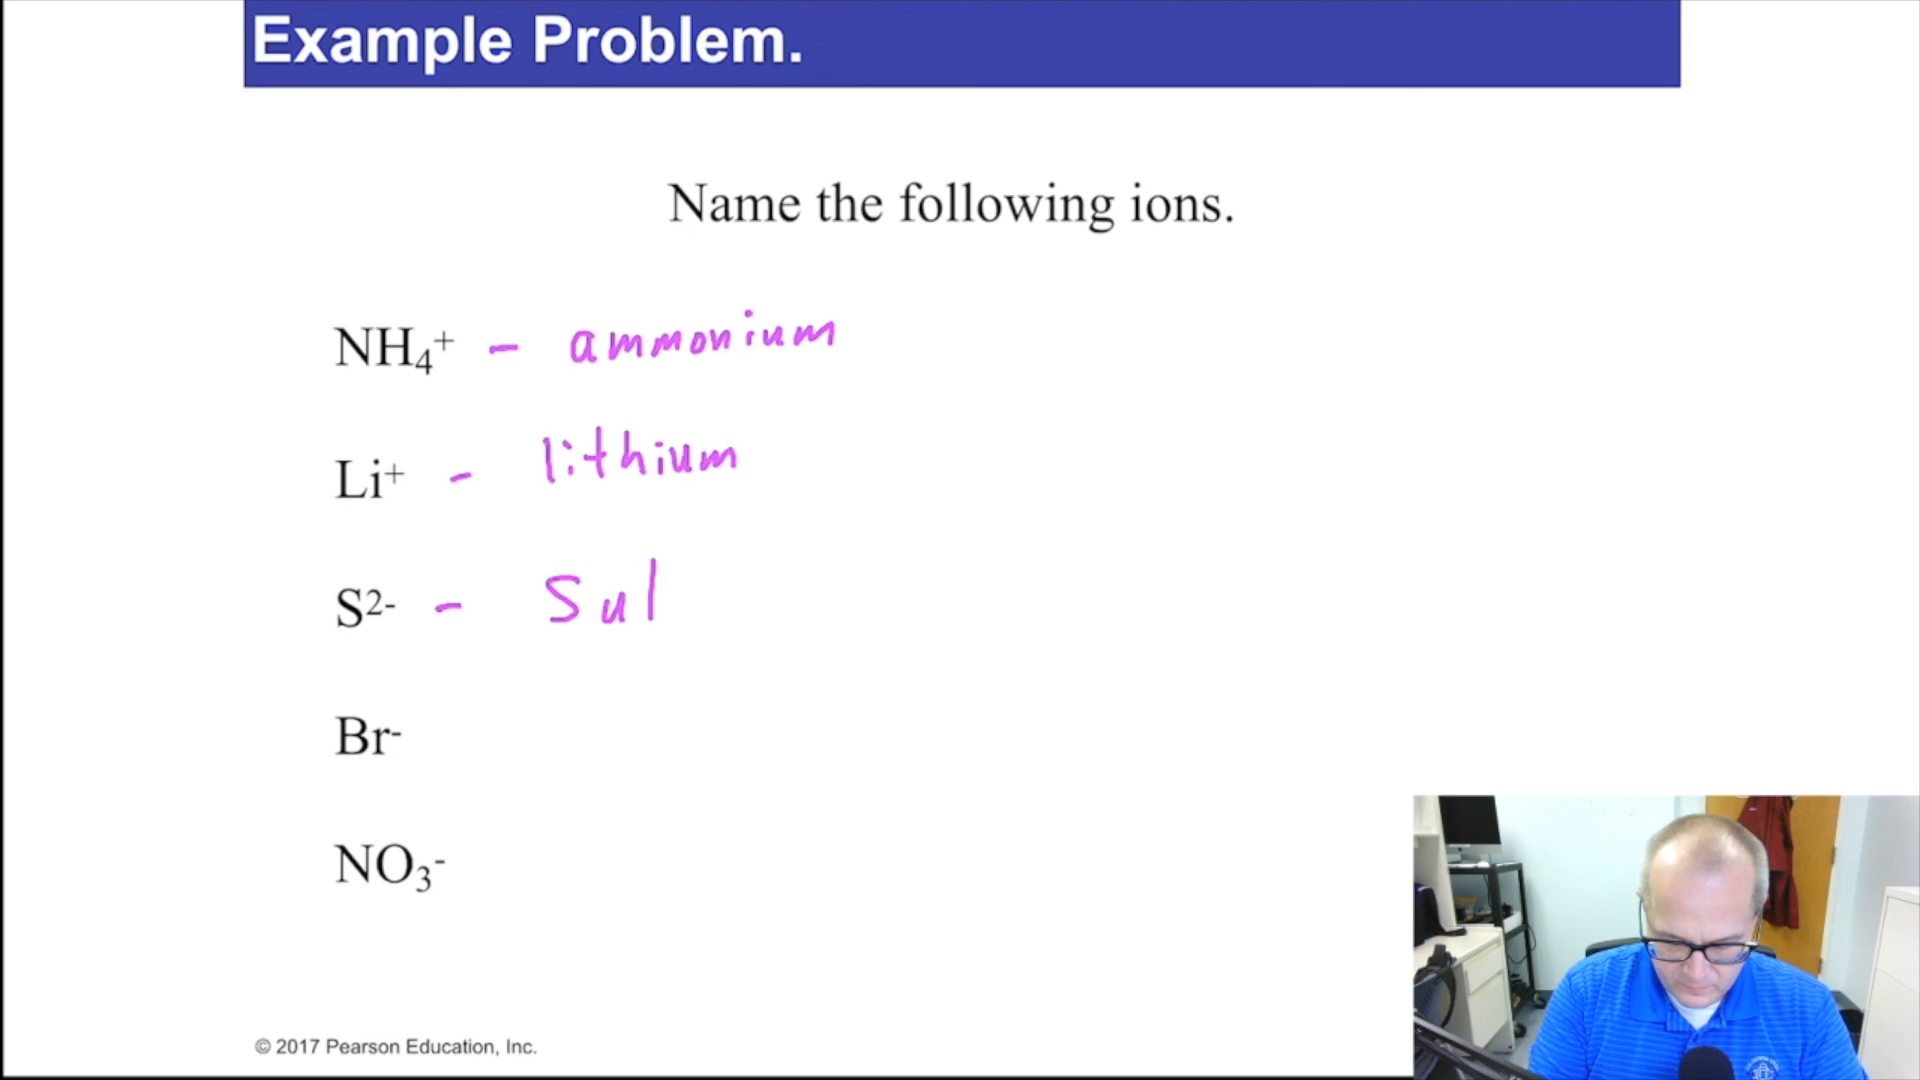 Example Problem.
Name the following ions.
NH₄⁺ - ammonium
Li⁺ - lithium
S²⁻ - Sul
Br⁻
NO₃⁻
© 2017 Pearson Education, Inc.